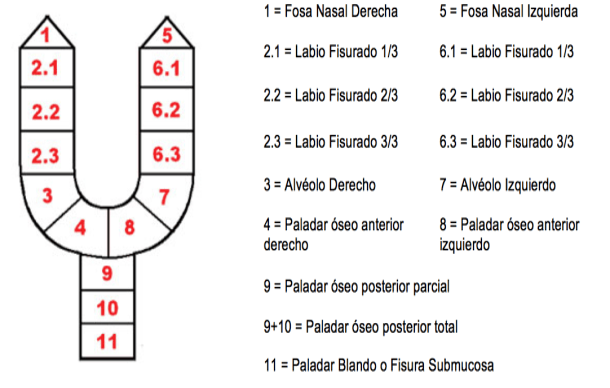 1
5
2.1
6.1
2.2
6.2
2.3
6.3
3
7
4
8
9
10
11
1 = Fosa Nasal Derecha
5 = Fosa Nasal Izquierda
2.1 = Labio Fisurado 1/3
6.1 = Labio Fisurado 1/3
2.2 = Labio Fisurado 2/3
6.2 = Labio Fisurado 2/3
2.3 = Labio Fisurado 3/3
6.3 = Labio Fisurado 3/3
3 = Alvéolo Derecho
7 = Alvéolo Izquierdo
4 = Paladar óseo anterior
derecho
8 = Paladar óseo anterior
izquierdo
9 = Paladar óseo posterior parcial
9+10 = Paladar óseo posterior total
11 = Paladar Blando o Fisura Submucosa